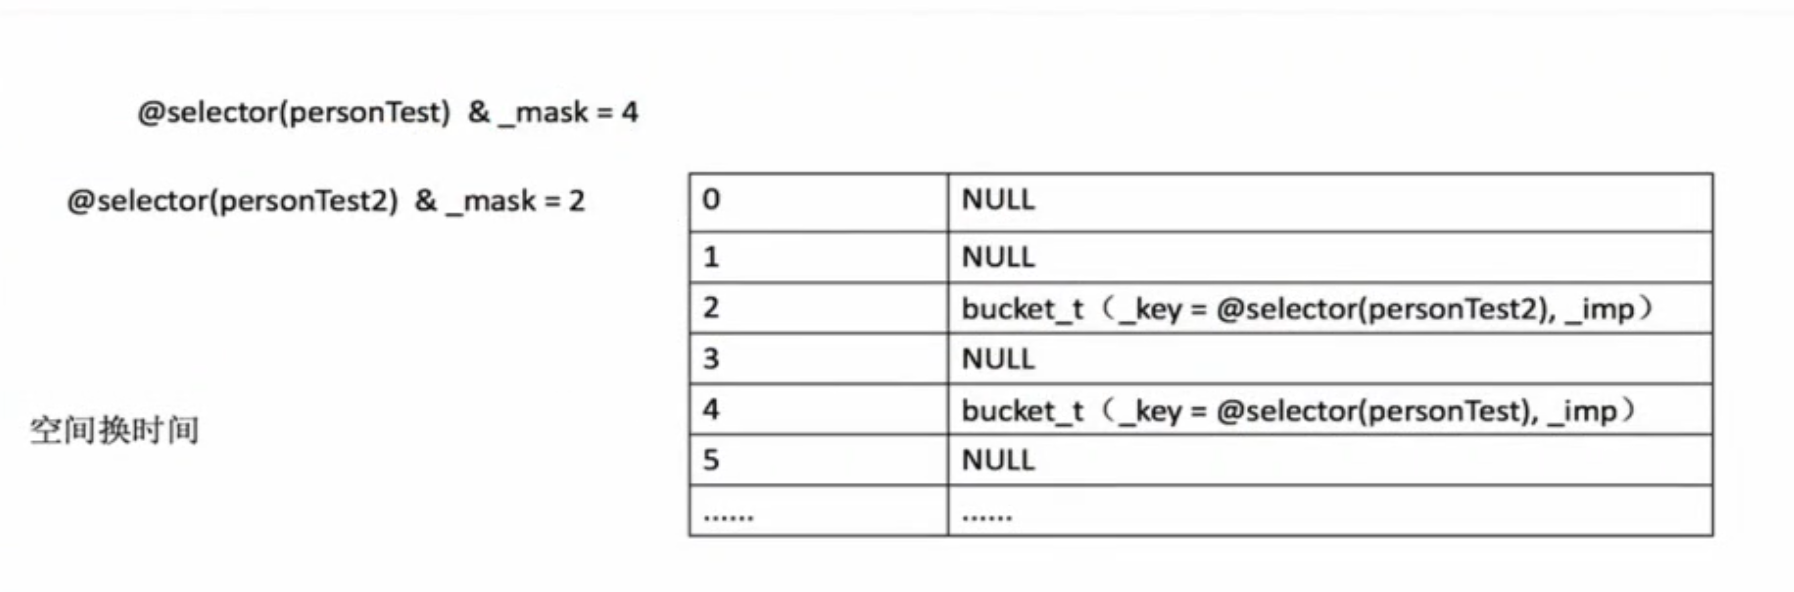 @selector(personTest) & _mask = 4
@selector(personTest2) & _mask = 2
0 NULL
1 NULL
2 bucket_t（_key = @selector(personTest2), _imp）
3 NULL
4 bucket_t（_key = @selector(personTest), _imp）
空间换时间
5 NULL
...... ......